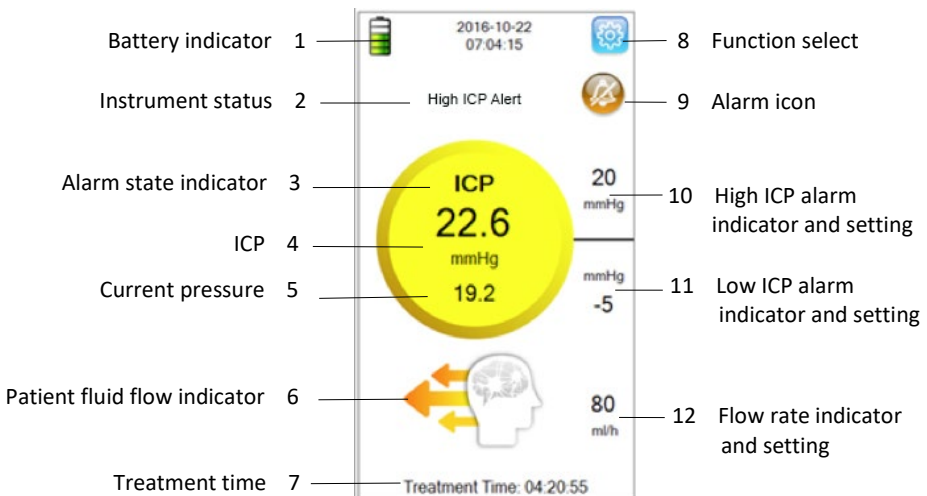 Battery indicator 1
2016-10-22
07:04:15
8 Function select
Instrument status 2
High ICP Alert
9 Alarm icon
Alarm state indicator 3
ICP
20
mmHg
10 High ICP alarm
indicator and setting
ICP 4
22.6
mmHg
Current pressure 5
19.2
mmHg
-5
11 Low ICP alarm
indicator and setting
Patient fluid flow indicator 6
80
ml/h
12 Flow rate indicator
and setting
Treatment time 7
Treatment Time: 04:20:55